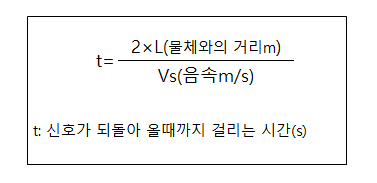 2×L(물체와의 거리m)
t=
Vs(음속m/s)
t: 신호가 되돌아 올때까지 걸리는 시간(s)